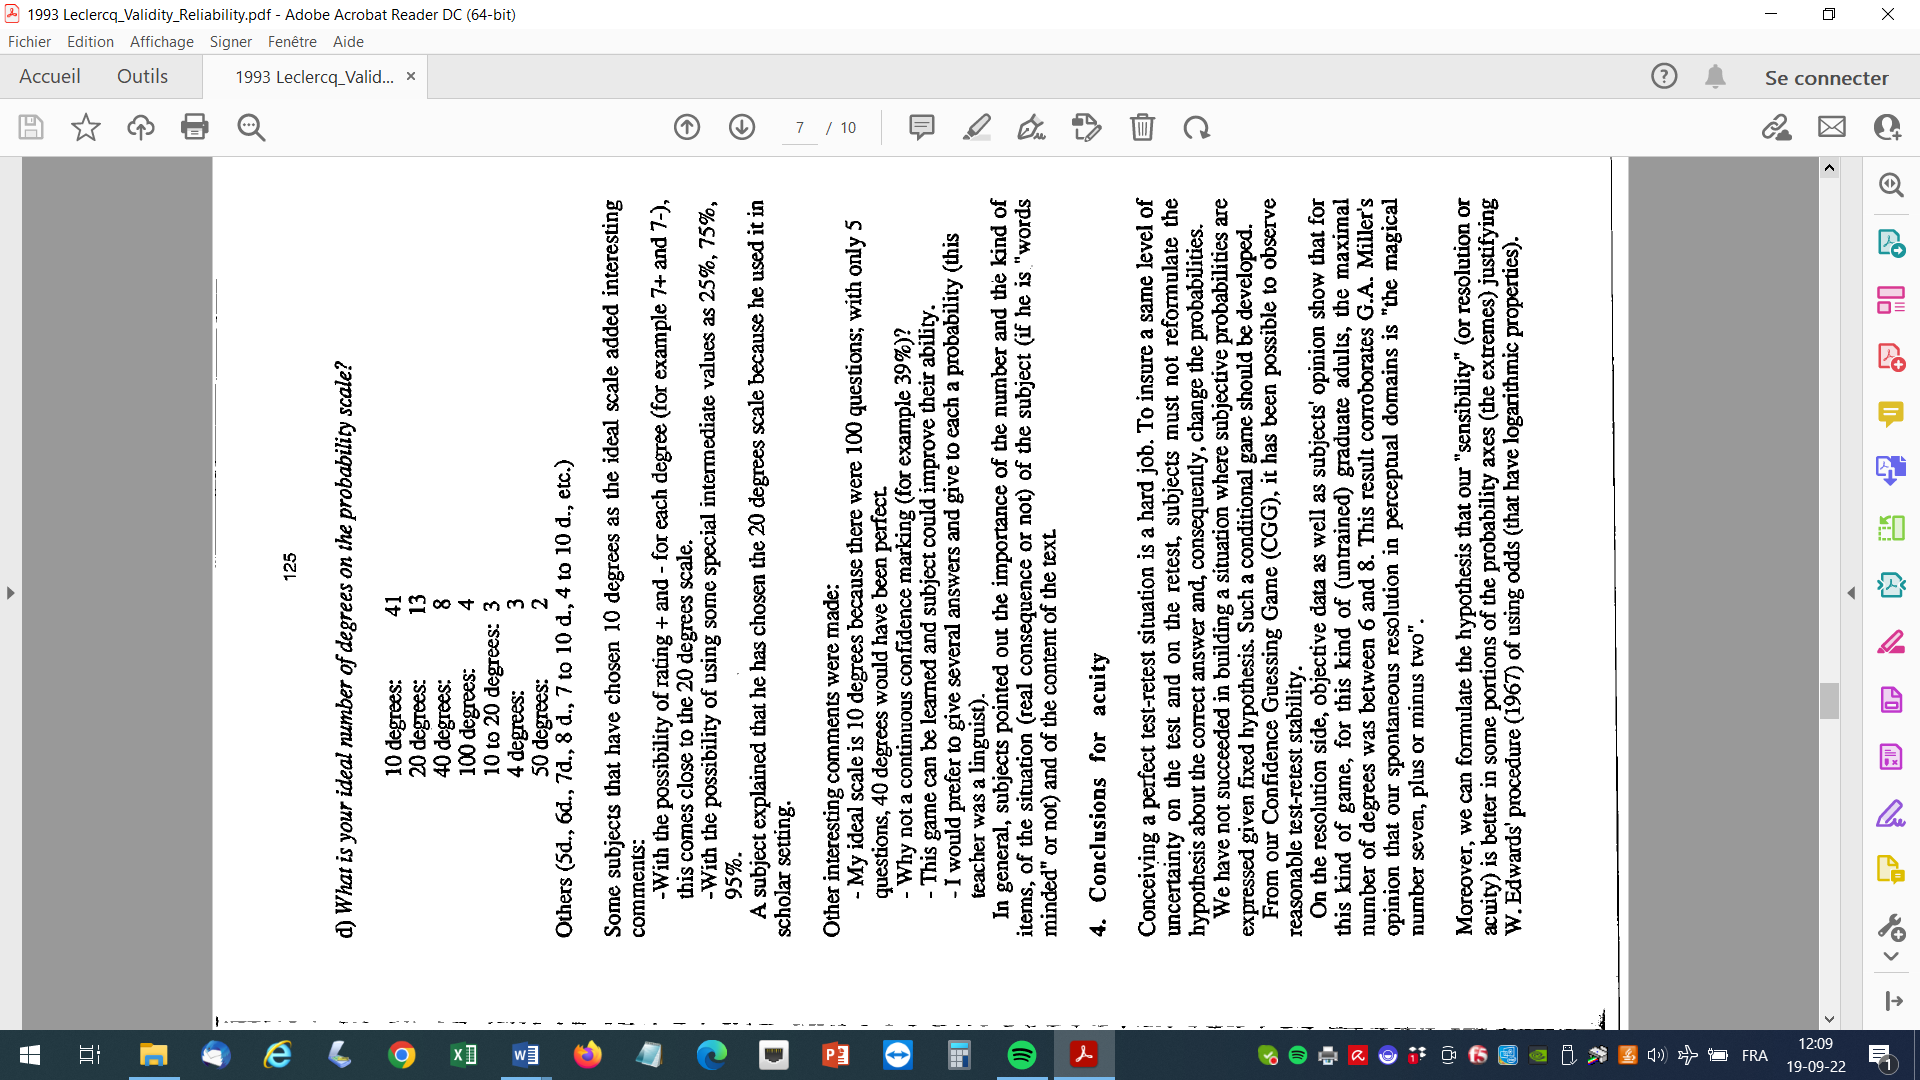 1993 Leclercq_Validity_Reliability.pdf - Adobe Acrobat Reader DC (64-bit)
Fichier Edition Affichage Signer Fenêtre Aide
Accueil Outils 1993 Leclercq_Valid... × Se connecter
7 / 10
125
d) What is your ideal number of degrees on the probability scale?
10 degrees: 41
20 degrees: 13
40 degrees: 8
100 degrees: 4
10 to 20 degrees: 3
4 degrees: 3
50 degrees: 2
Others (5d., 6d., 7d., 8 d., 7 to 10 d., 4 to 10 d., etc.)
Some subjects that have chosen 10 degrees as the ideal scale added interesting
comments:
-With the possibility of rating + and - for each degree (for example 7+ and 7-),
this comes close to the 20 degrees scale.
-With the possibility of using some special intermediate values as 25%, 75%,
95%.
A subject explained that he has chosen the 20 degrees scale because he used it in
scholar setting.
Other interesting comments were made:
- My ideal scale is 10 degrees because there were 100 questions; with only 5
questions, 40 degrees would have been perfect.
- Why not a continuous confidence marking (for example 39%)?
- This game can be learned and subject could improve their ability.
- I would prefer to give several answers and give to each a probability (this
teacher was a linguist).
In general, subjects pointed out the importance of the number and the kind of
items, of the situation (real consequence or not) of the subject (if he is "words
minded" or not) and of the content of the text.
4. Conclusions for acuity
Conceiving a perfect test-retest situation is a hard job. To insure a same level of
uncertainty on the test and on the retest, subjects must not reformulate the
hypothesis about the correct answer and, consequently, change the probabilities.
We have not succeeded in building a situation where subjective probabilities are
expressed given fixed hypothesis. Such a conditional game should be developed.
From our Confidence Guessing Game (CGG), it has been possible to observe
reasonable test-retest stability.
On the resolution side, objective data as well as subjects' opinion show that for
this kind of game, for this kind of (untrained) graduate adults, the maximal
number of degrees was between 6 and 8. This result corroborates G.A. Miller's
opinion that our spontaneous resolution in perceptual domains is "the magical
number seven, plus or minus two".
Moreover, we can formulate the hypothesis that our "sensibility" (or resolution or
acuity) is better in some portions of the probability axes (the extremes) justifying
W. Edwards' procedure (1967) of using odds (that have logarithmic properties).
FRA
12:09
19-09-22
1